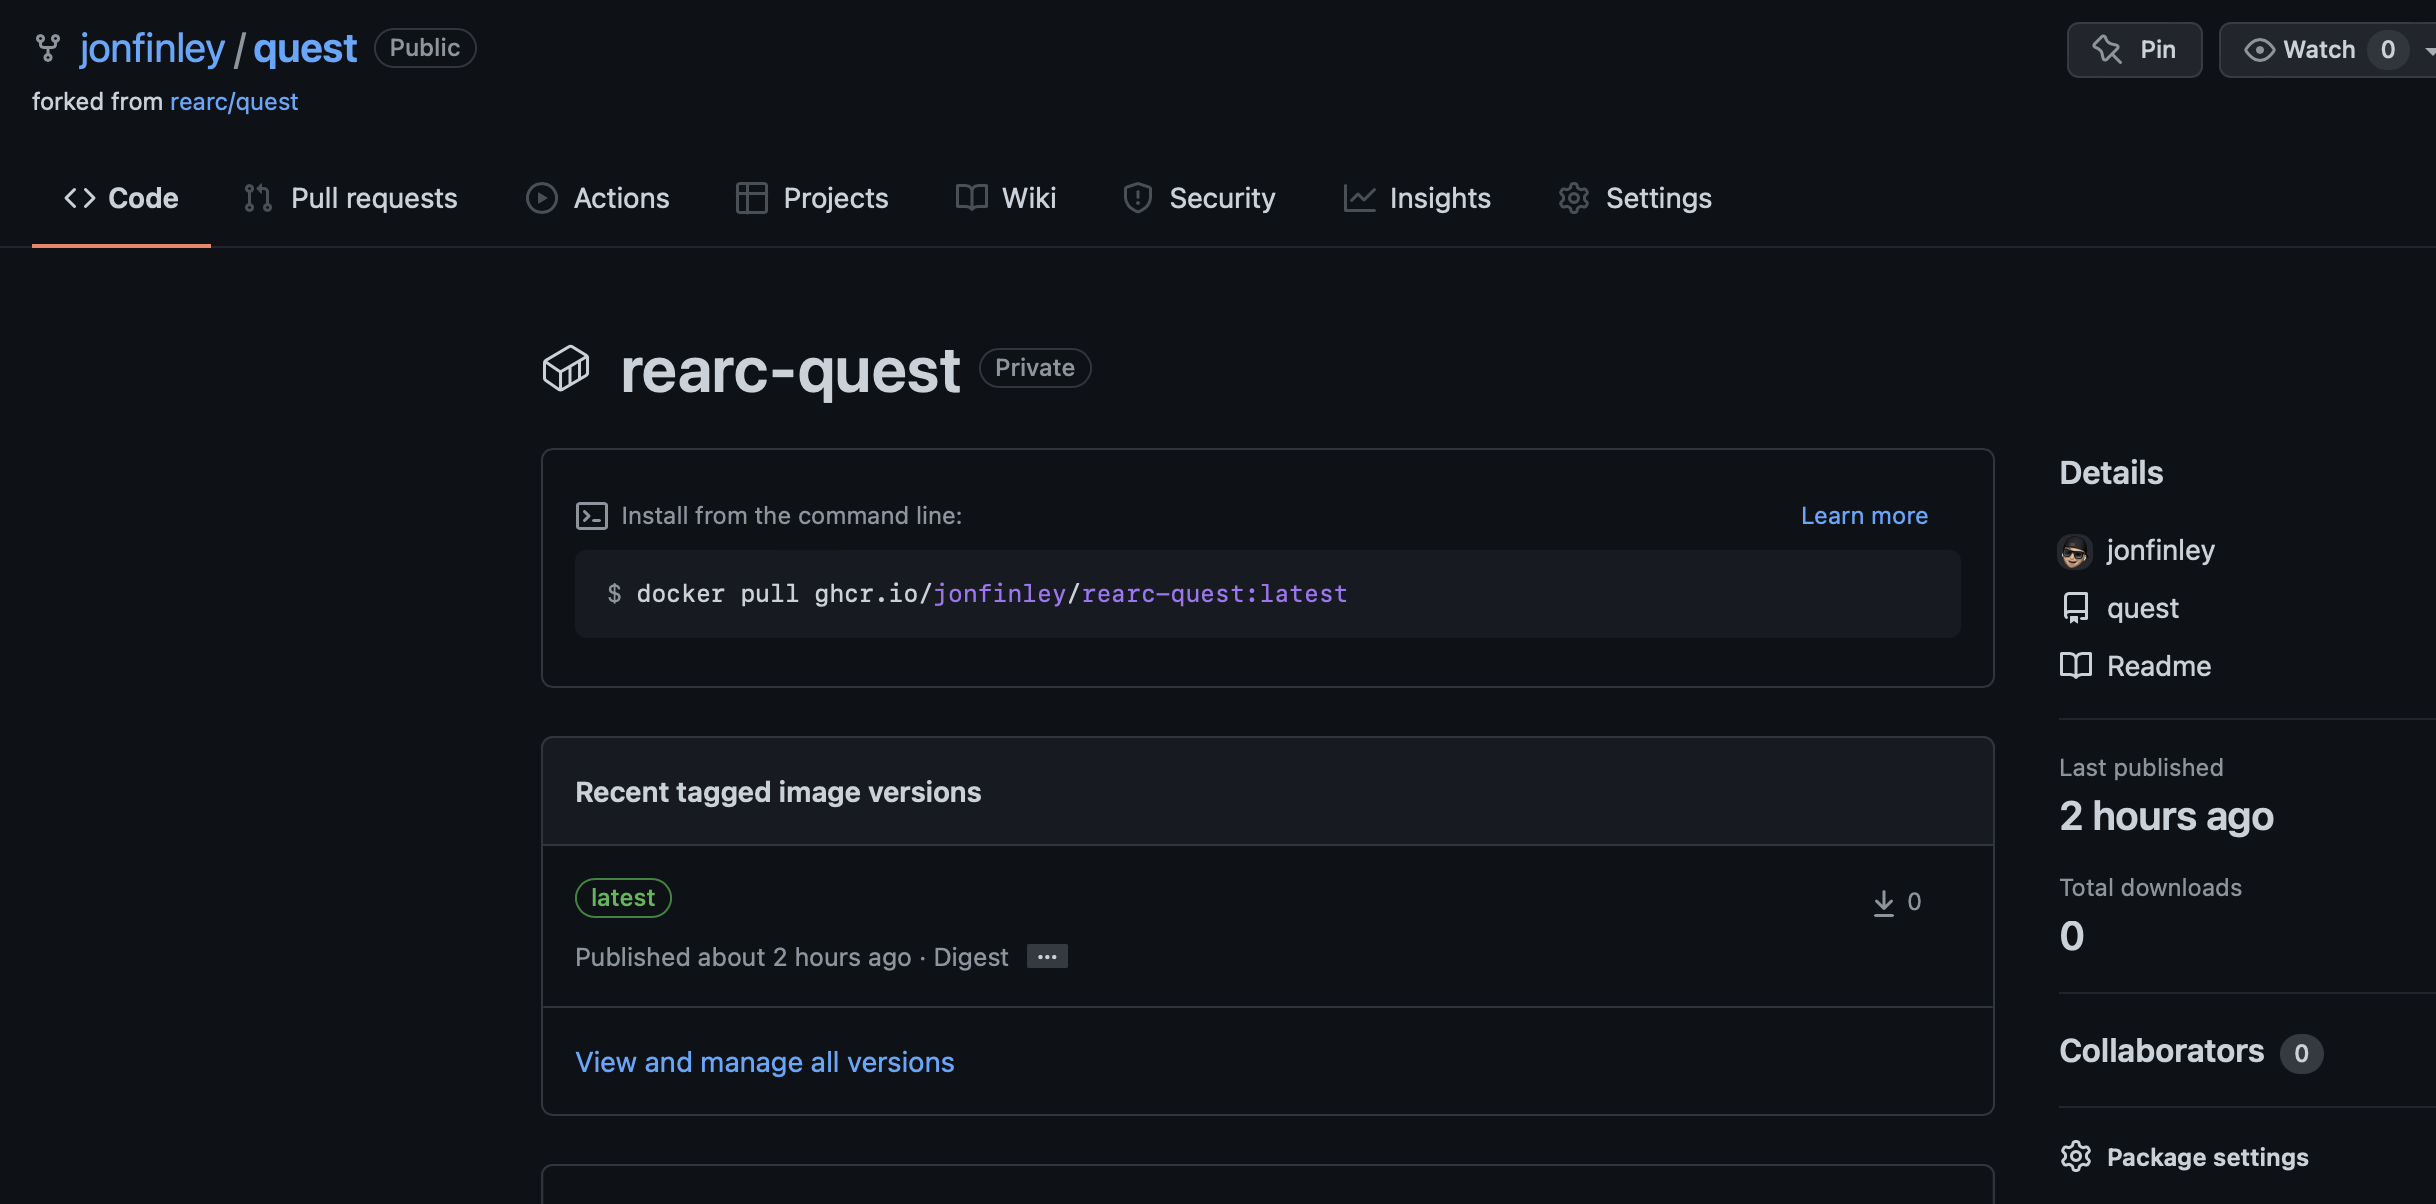 jonfinley / quest Public
Pin
Watch 0
forked from rearc/quest
Code
Pull requests
Actions
Projects
Wiki
Security
Insights
Settings
rearc-quest Private
Install from the command line:
Learn more
$ docker pull ghcr.io/jonfinley/rearc-quest:latest
Recent tagged image versions
latest
0
Published about 2 hours ago · Digest ...
View and manage all versions
Details
jonfinley
quest
Readme
Last published
2 hours ago
Total downloads
0
Collaborators 0
Package settings